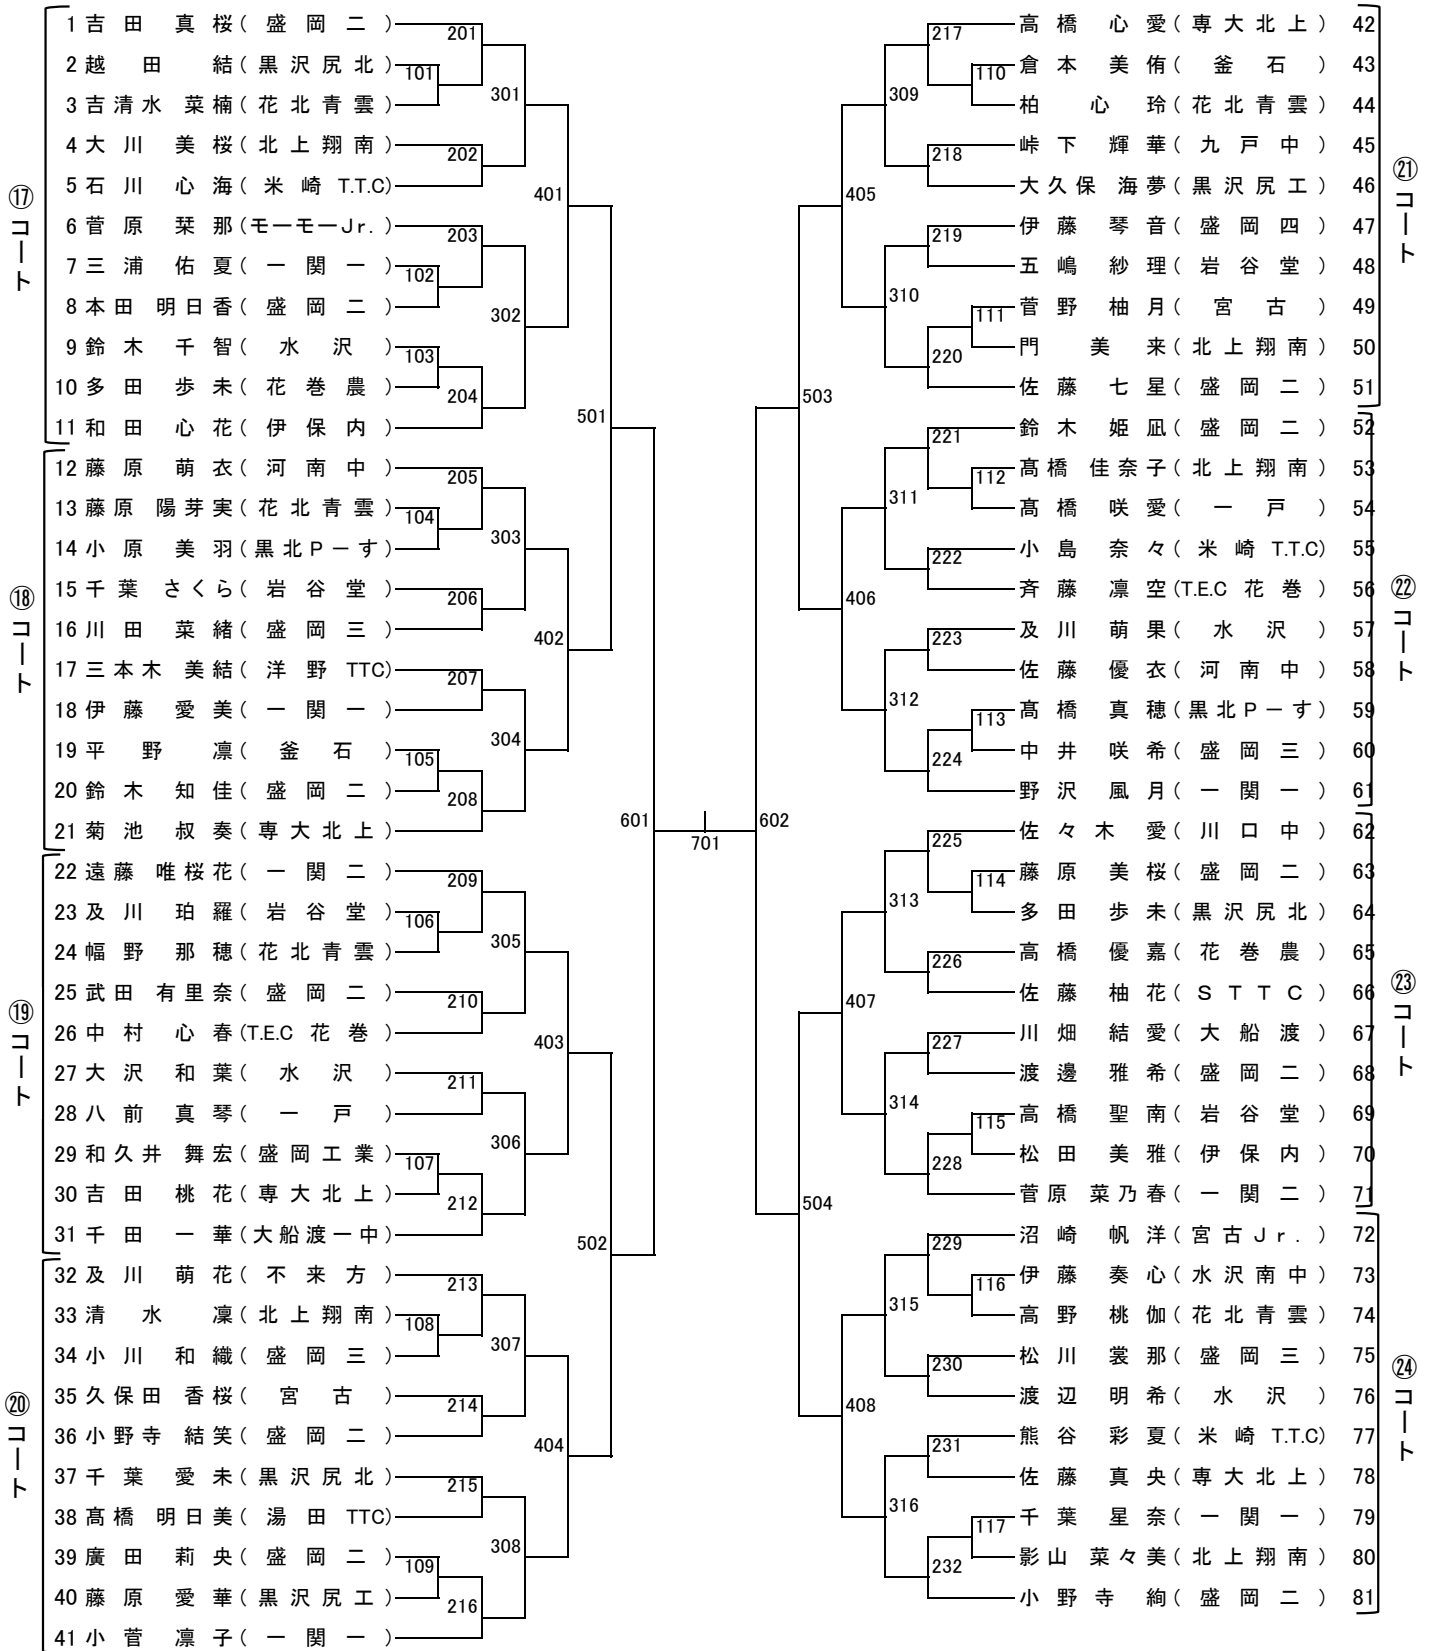 ⑰コート
1 吉田 真桜(盛岡二)
2 越田 結(黒沢尻北)
3 吉清水 菜楠(花北青雲)
4 大川 美桜(北上翔南)
5 石川 心海(米崎 T.T.C)
6 菅原 栞那(モーモーJr.)
7 三浦 佑夏(一関一)
8 本田 明日香(盛岡二)
9 鈴木 千智(水沢)
10 多田 歩未(花巻農)
11 和田 心花(伊保内)
⑱コート
12 藤原 萌衣(河南中)
13 藤原 陽芽実(花北青雲)
14 小原 美羽(黒北Pーす)
15 千葉 さくら(岩谷堂)
16 川田 菜緒(盛岡三)
17 三本木 美結(洋野 TTC)
18 伊藤 愛美(一関一)
19 平野 凛(釜石)
20 鈴木 知佳(盛岡二)
21 菊池 叔奏(専大北上)
⑲コート
22 遠藤 唯桜花(一関二)
23 及川 珀羅(岩谷堂)
24 幅野 那穂(花北青雲)
25 武田 有里奈(盛岡二)
26 中村 心春(T.E.C 花巻)
27 大沢 和葉(水沢)
28 八前 真琴(一戸)
29 和久井 舞宏(盛岡工業)
30 吉田 桃花(専大北上)
31 千田 一華(大船渡一中)
⑳コート
32 及川 萌花(不来方)
33 清水 凜(北上翔南)
34 小川 和織(盛岡三)
35 久保田 香桜(宮古)
36 小野寺 結笑(盛岡二)
37 千葉 愛未(黒沢尻北)
38 髙橋 明日美(湯田 TTC)
39 廣田 莉央(盛岡二)
40 藤原 愛華(黒沢尻工)
41 小菅 凛子(一関一)
201
101
202
203
102
103
204
205
104
206
207
105
208
209
106
210
211
107
212
213
108
214
215
109
216
301
302
303
304
305
306
307
308
401
402
403
404
501
502
601
701
602
503
504
405
406
407
408
309
310
311
312
313
314
315
316
217
110
218
219
111
220
221
112
222
223
113
224
225
114
226
227
115
228
229
116
230
231
117
232
㉑コート
高橋 心愛(専大北上) 42
倉本 美侑(釜石) 43
柏 心玲(花北青雲) 44
峠下 輝華(九戸中) 45
大久保 海夢(黒沢尻工) 46
伊藤 琴音(盛岡四) 47
五嶋 紗理(岩谷堂) 48
菅野 柚月(宮古) 49
門 美来(北上翔南) 50
佐藤 七星(盛岡二) 51
㉒コート
鈴木 姫凪(盛岡二) 52
髙橋 佳奈子(北上翔南) 53
髙橋 咲愛(一戸) 54
小島 奈々(米崎 T.T.C) 55
斉藤 凛空(T.E.C 花巻) 56
及川 萌果(水沢) 57
佐藤 優衣(河南中) 58
髙橋 真穂(黒北Pーす) 59
中井 咲希(盛岡三) 60
野沢 風月(一関一) 61
㉓コート
佐々木 愛(川口中) 62
藤原 美桜(盛岡二) 63
多田 歩未(黒沢尻北) 64
高橋 優嘉(花巻農) 65
佐藤 柚花(STTC) 66
川畑 結愛(大船渡) 67
渡邊 雅希(盛岡二) 68
高橋 聖南(岩谷堂) 69
松田 美雅(伊保内) 70
菅原 菜乃春(一関二) 71
㉔コート
沼崎 帆洋(宮古Jr.) 72
伊藤 奏心(水沢南中) 73
高野 桃伽(花北青雲) 74
松川 裳那(盛岡三) 75
渡辺 明希(水沢) 76
熊谷 彩夏(米崎 T.T.C) 77
佐藤 真央(専大北上) 78
千葉 星奈(一関一) 79
影山 菜々美(北上翔南) 80
小野寺 絢(盛岡二) 81